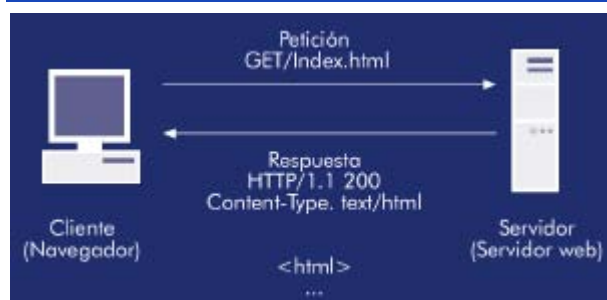 Petición
GET/Index.html
Respuesta
HTTP/1.1 200
Content-Type. text/html
Cliente
(Navegador)
Servidor
(Servidor web)
<html>
...